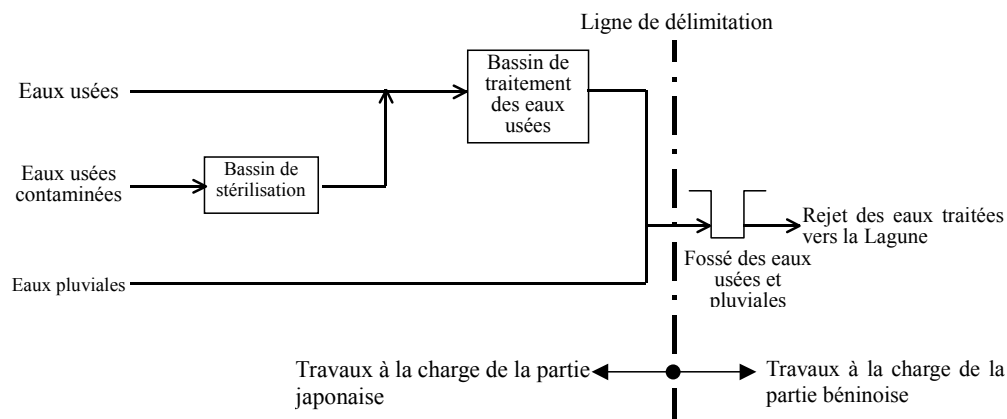 Ligne de délimitation
Bassin de
traitement
des eaux
usées
Eaux usées
Eaux usées
contaminées
Bassin de
stérilisation
Rejet des eaux traitées
vers la Lagune
Fossé des eaux
usées et
pluviales
Eaux pluviales
Travaux à la charge de la partie
japonaise
Travaux à la charge de la
partie béninoise